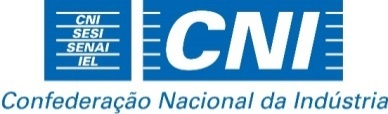 CNI
SESI
SENAI
IEL
CNI
Confederação Nacional da Indústria